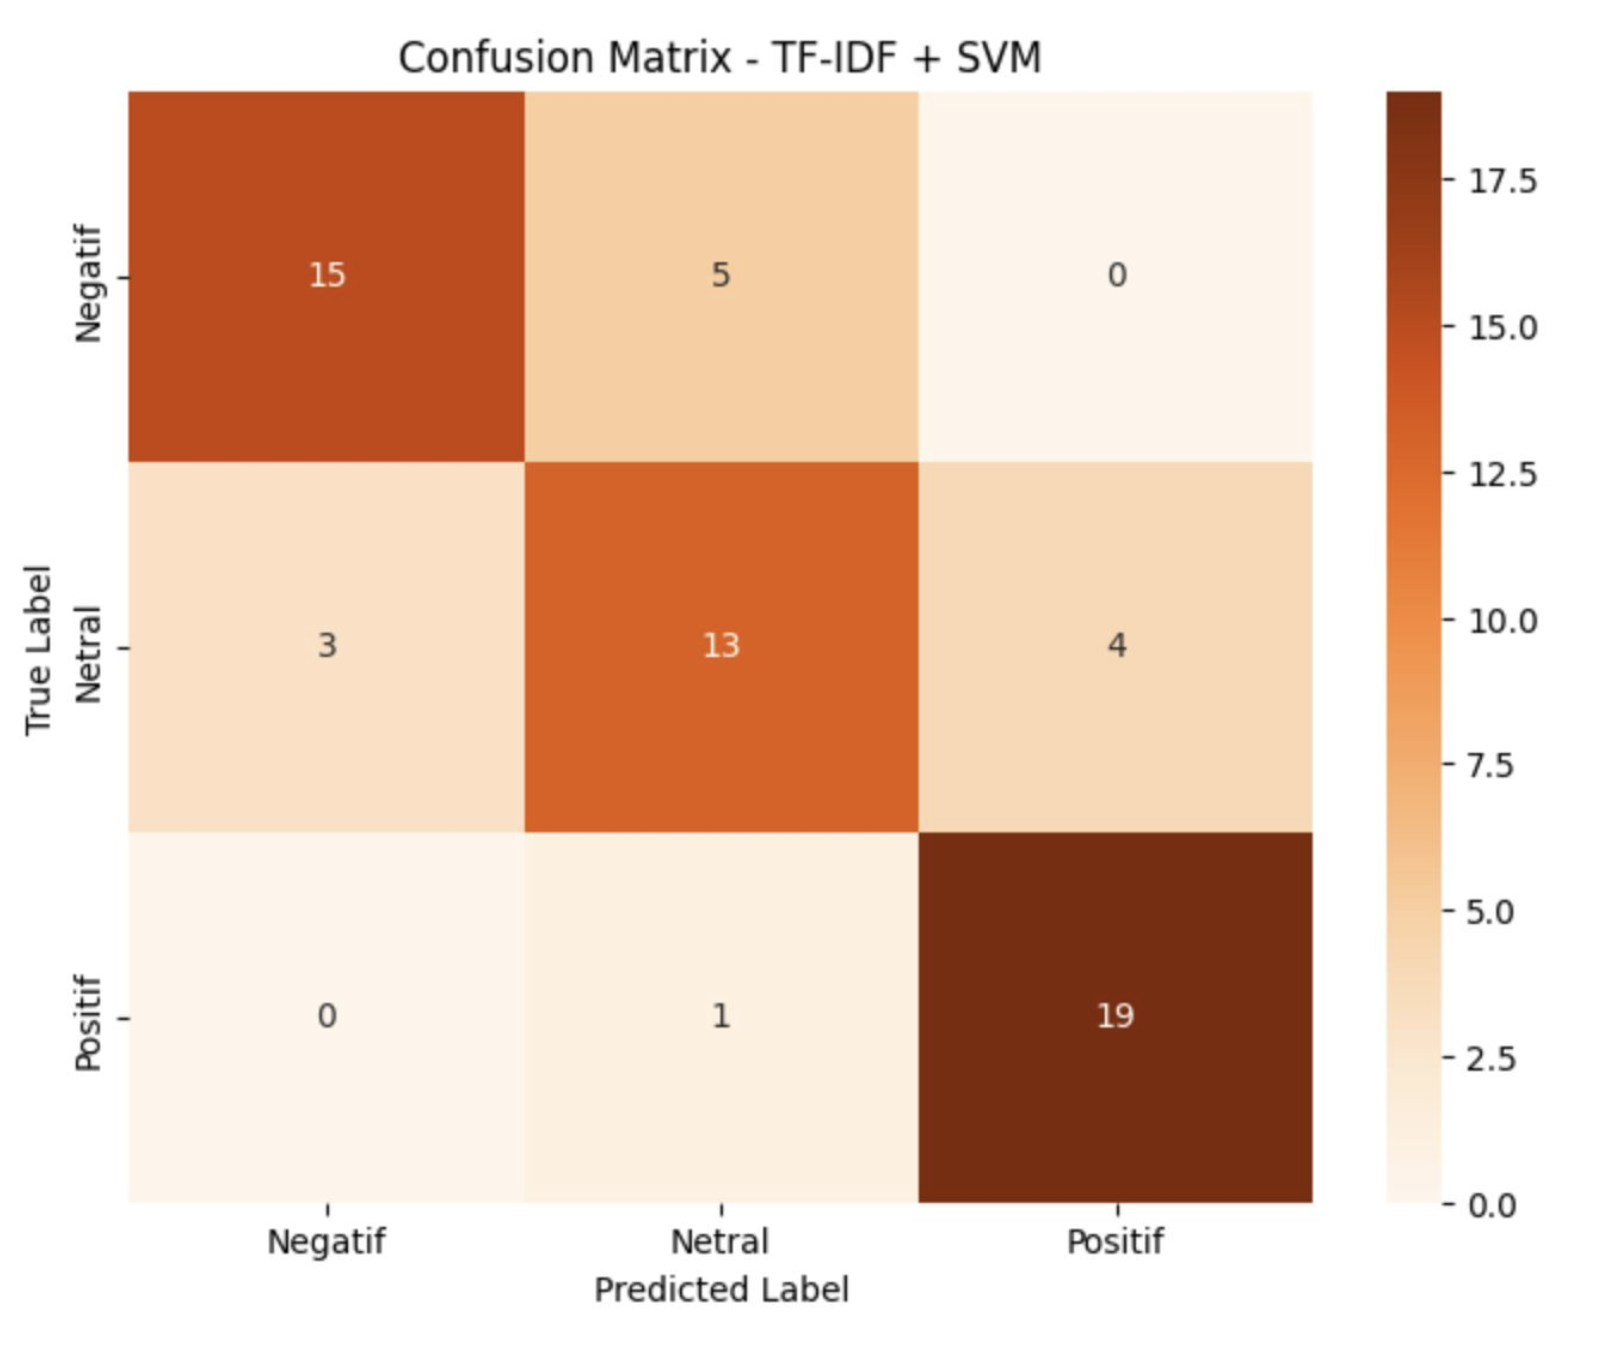 Confusion Matrix - TF-IDF + SVM
True Label
Negatif
15 5 0
Netral
3 13 4
Positif
0 1 19
Negatif Netral Positif
Predicted Label
17.5
15.0
12.5
10.0
7.5
5.0
2.5
0.0